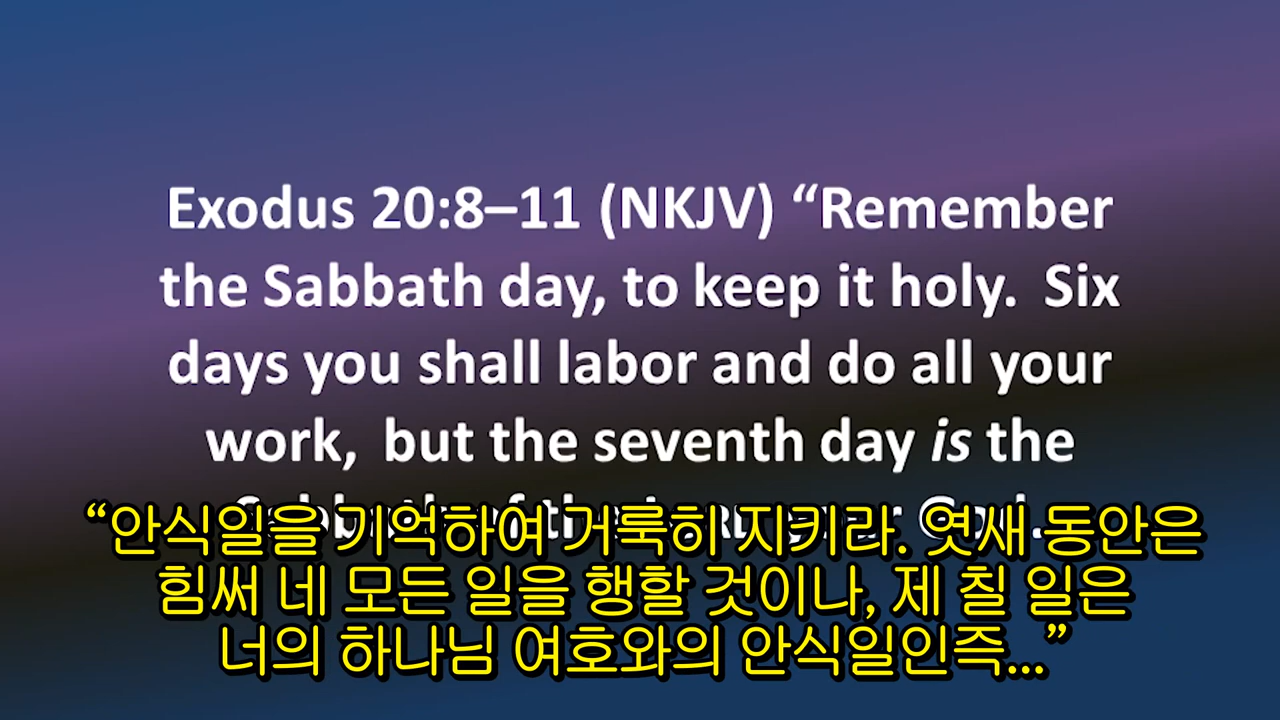 Exodus 20:8–11 (NKJV) “Remember
the Sabbath day, to keep it holy.  Six
days you shall labor and do all your
work,  but the seventh day is the
“안식일을 기억하여 거룩히 지키라. 엿새 동안은
힘써 네 모든 일을 행할 것이나, 제 칠 일은
너의 하나님 여호와의 안식일인즉...”